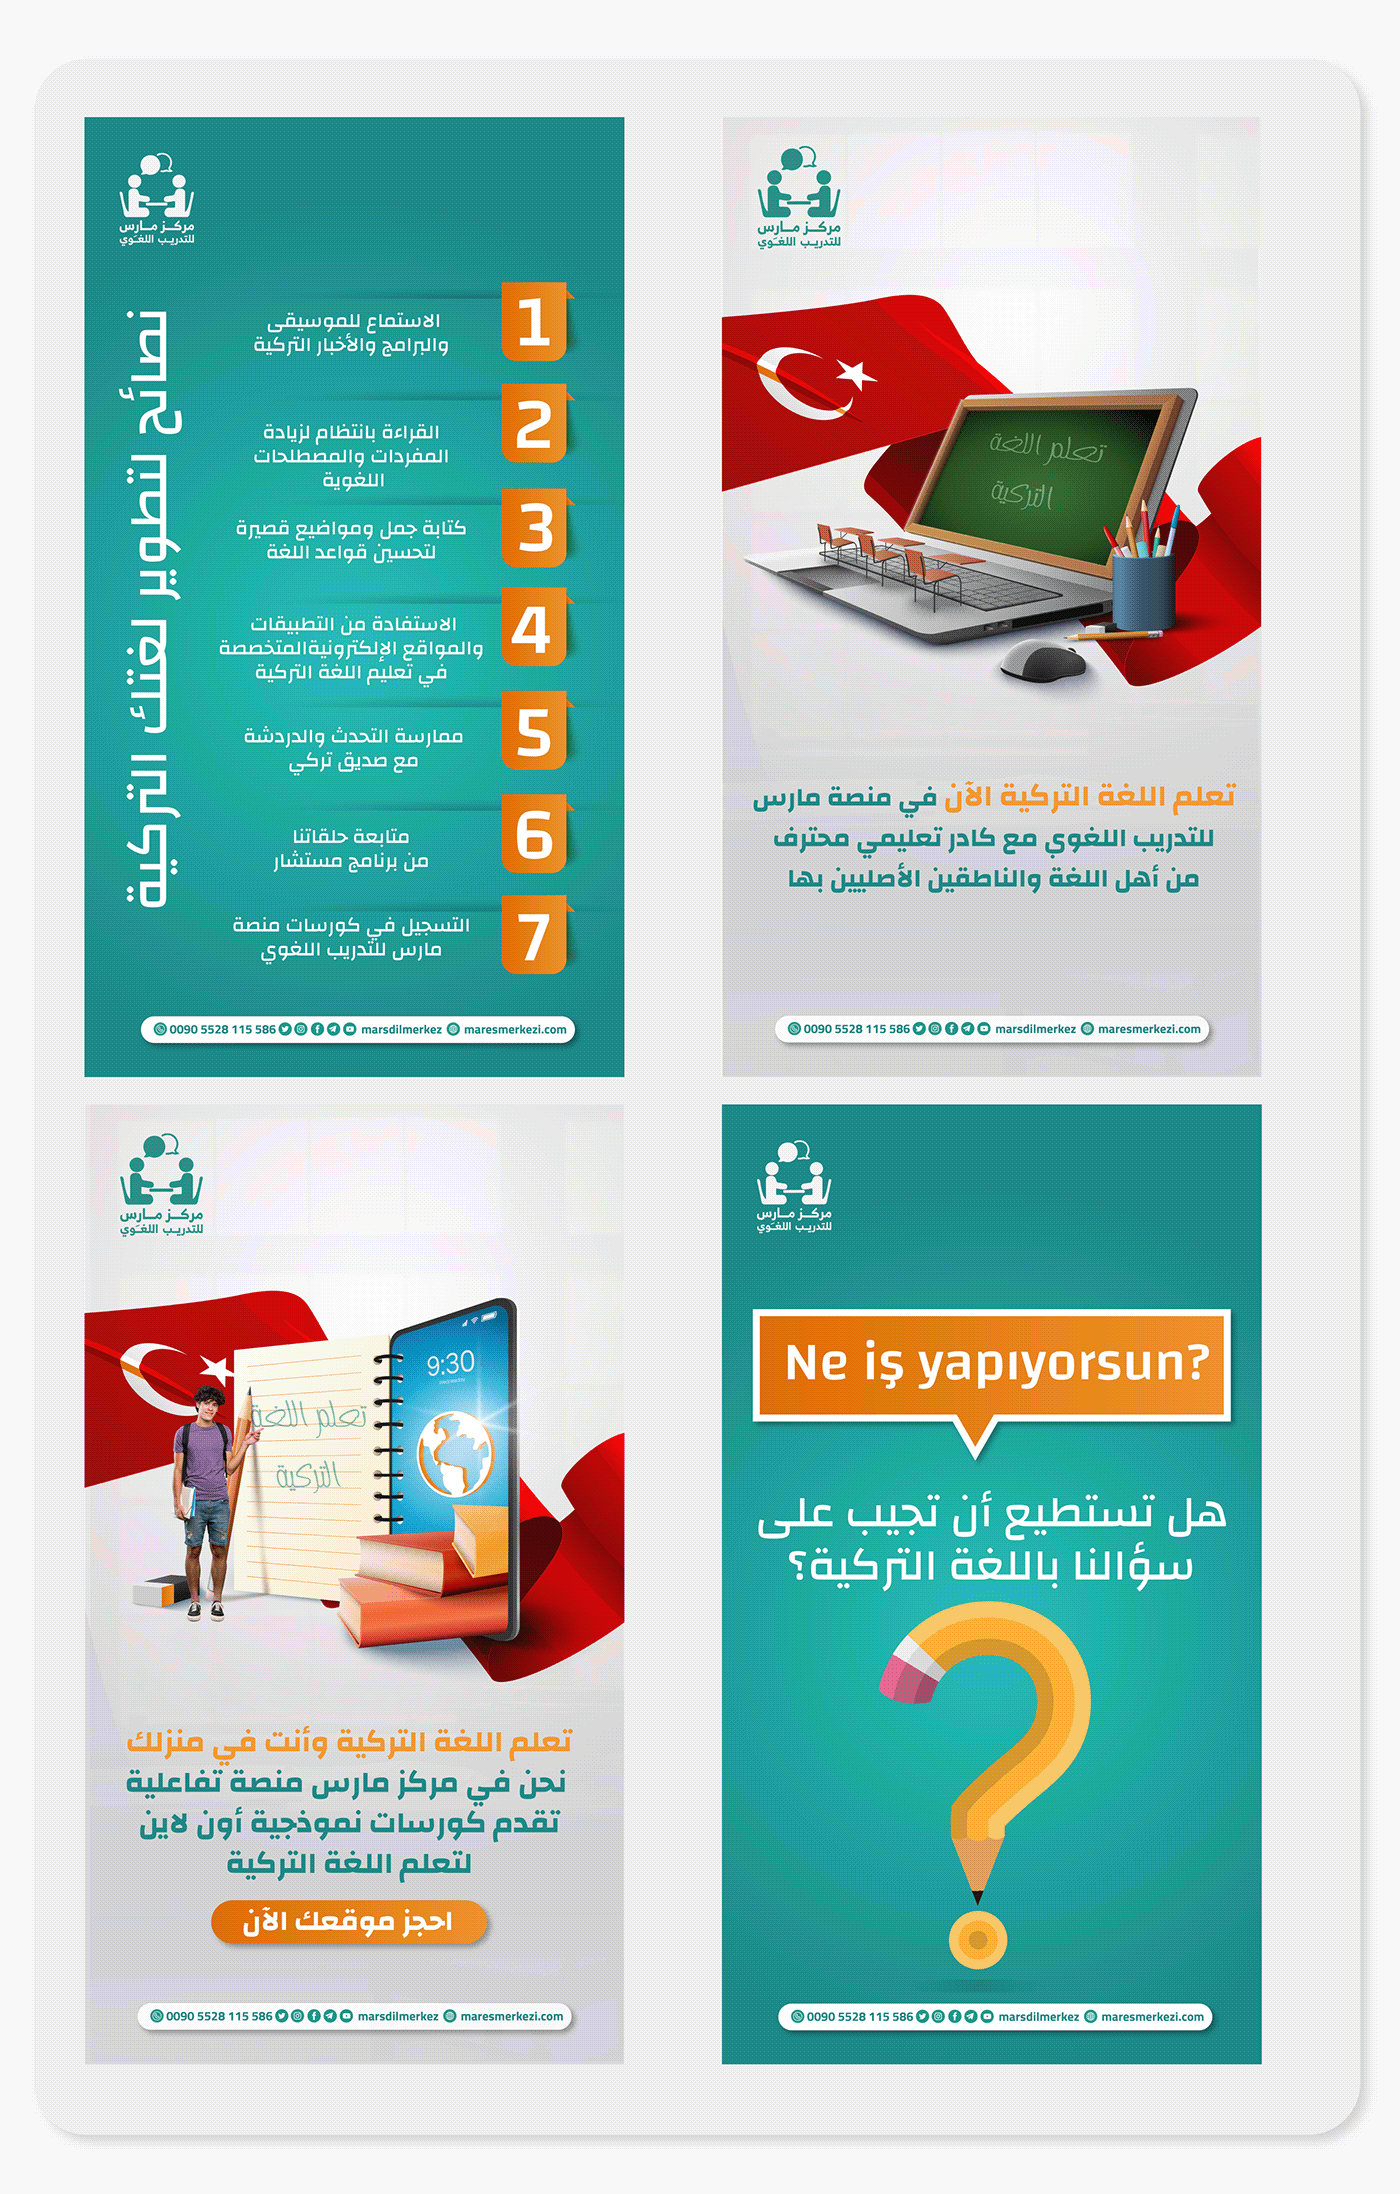 مركز مارس
للتدريب اللغوي
نصائح لتطوير لغتك التركية
1
الاستماع للموسيقى
والبرامج والأخبار التركية
2
القراءة بانتظام لزيادة
المفردات والمصطلحات
اللغوية
3
كتابة جمل ومواضيع قصيرة
لتحسين قواعد اللغة
4
الاستفادة من التطبيقات
والمواقع الإلكترونيةالمتخصصة
في تعليم اللغة التركية
5
ممارسة التحدث والدردشة
مع صديق تركي
6
متابعة حلقاتنا
من برنامج مستشار
7
التسجيل في كورسات منصة
مارس للتدريب اللغوي
0090 5528 115 586 marsdilmerkez maresmerkezi.com
مركز مارس
للتدريب اللغوي
تعلم اللغة
التركية
تعلم اللغة التركية الآن في منصة مارس
للتدريب اللغوي مع كادر تعليمي محترف
من أهل اللغة والناطقين الأصليين بها
0090 5528 115 586 marsdilmerkez maresmerkezi.com
مركز مارس
للتدريب اللغوي
9:30
تعلم اللغة
التركية
تعلم اللغة التركية وأنت في منزلك
نحن في مركز مارس منصة تفاعلية
تقدم كورسات نموذجية أون لاين
لتعلم اللغة التركية
احجز موقعك الآن
0090 5528 115 586 marsdilmerkez maresmerkezi.com
مركز مارس
للتدريب اللغوي
Ne iş yapıyorsun?
هل تستطيع أن تجيب على
سؤالنا باللغة التركية؟
0090 5528 115 586 marsdilmerkez maresmerkezi.com